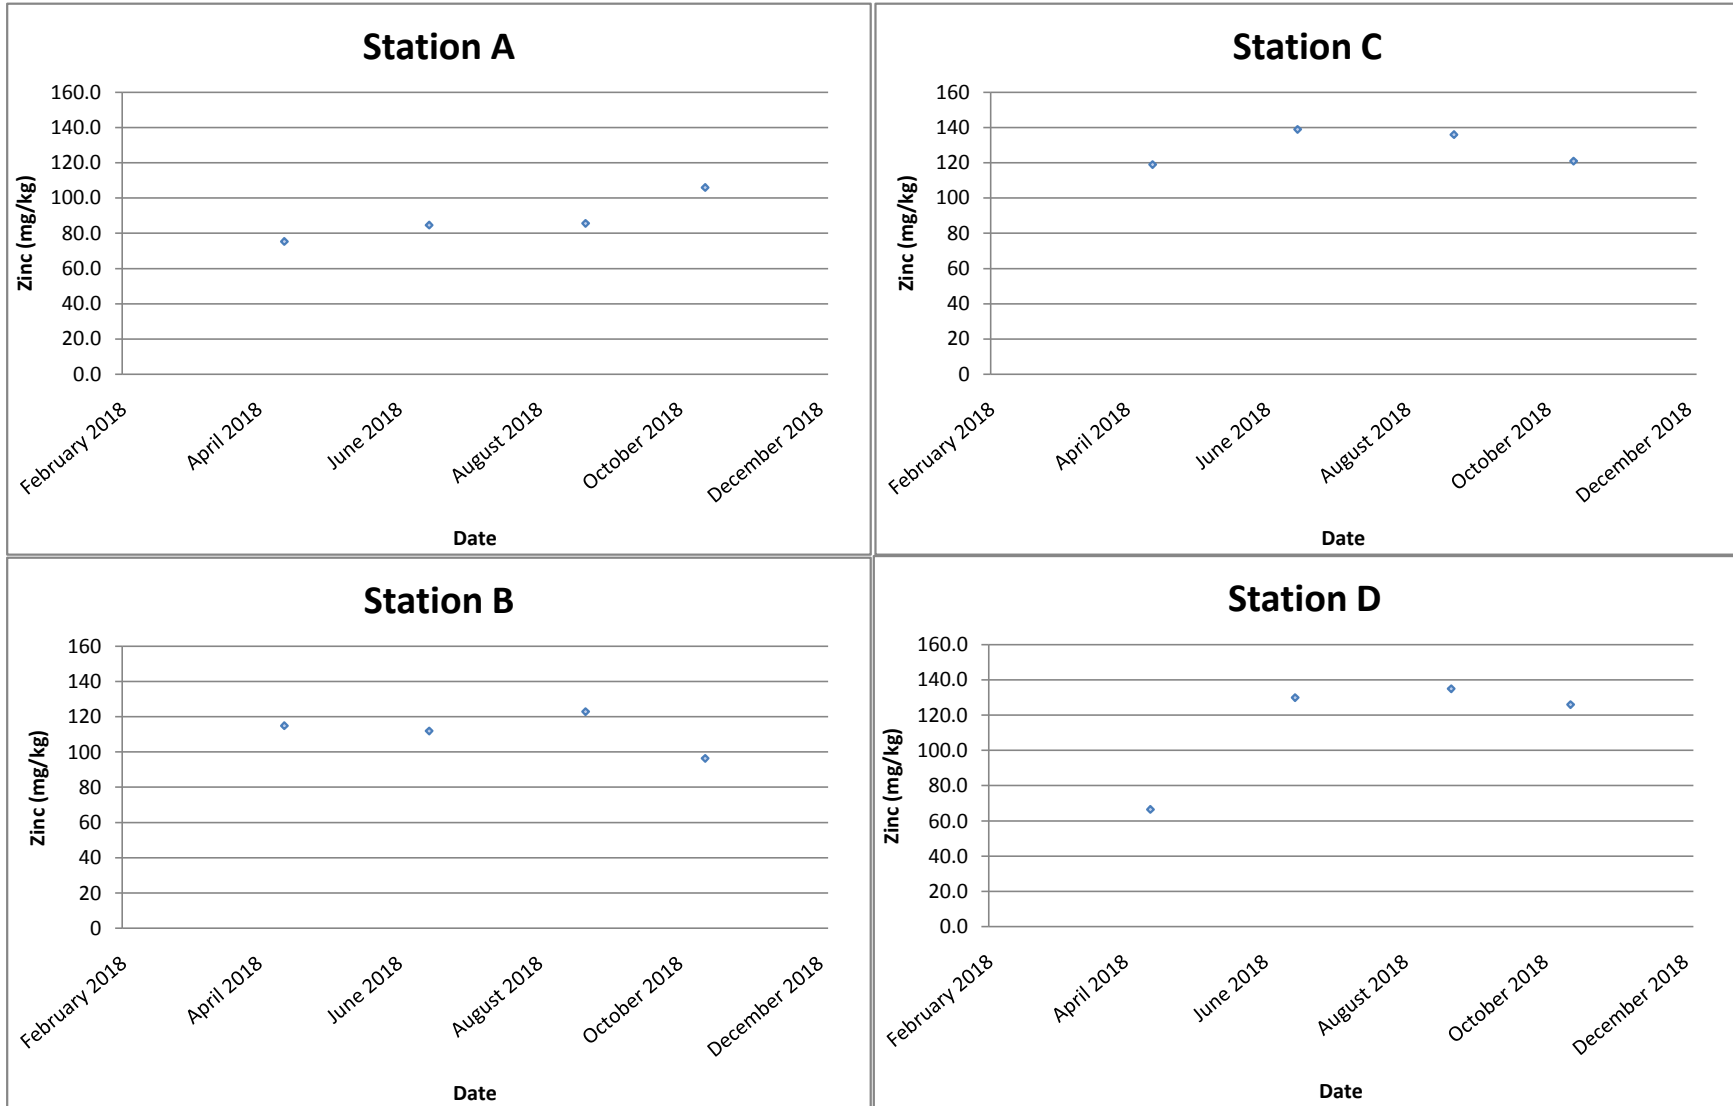 Station A
160.0
140.0
120.0
100.0
80.0
60.0
40.0
20.0
0.0
Zinc (mg/kg)
February 2018
April 2018
June 2018
August 2018
October 2018
December 2018
Date
Station C
160
140
120
100
80
60
40
20
0
Zinc (mg/kg)
February 2018
April 2018
June 2018
August 2018
October 2018
December 2018
Date
Station B
160
140
120
100
80
60
40
20
0
Zinc (mg/kg)
February 2018
April 2018
June 2018
August 2018
October 2018
December 2018
Date
Station D
160.0
140.0
120.0
100.0
80.0
60.0
40.0
20.0
0.0
Zinc (mg/kg)
February 2018
April 2018
June 2018
August 2018
October 2018
December 2018
Date